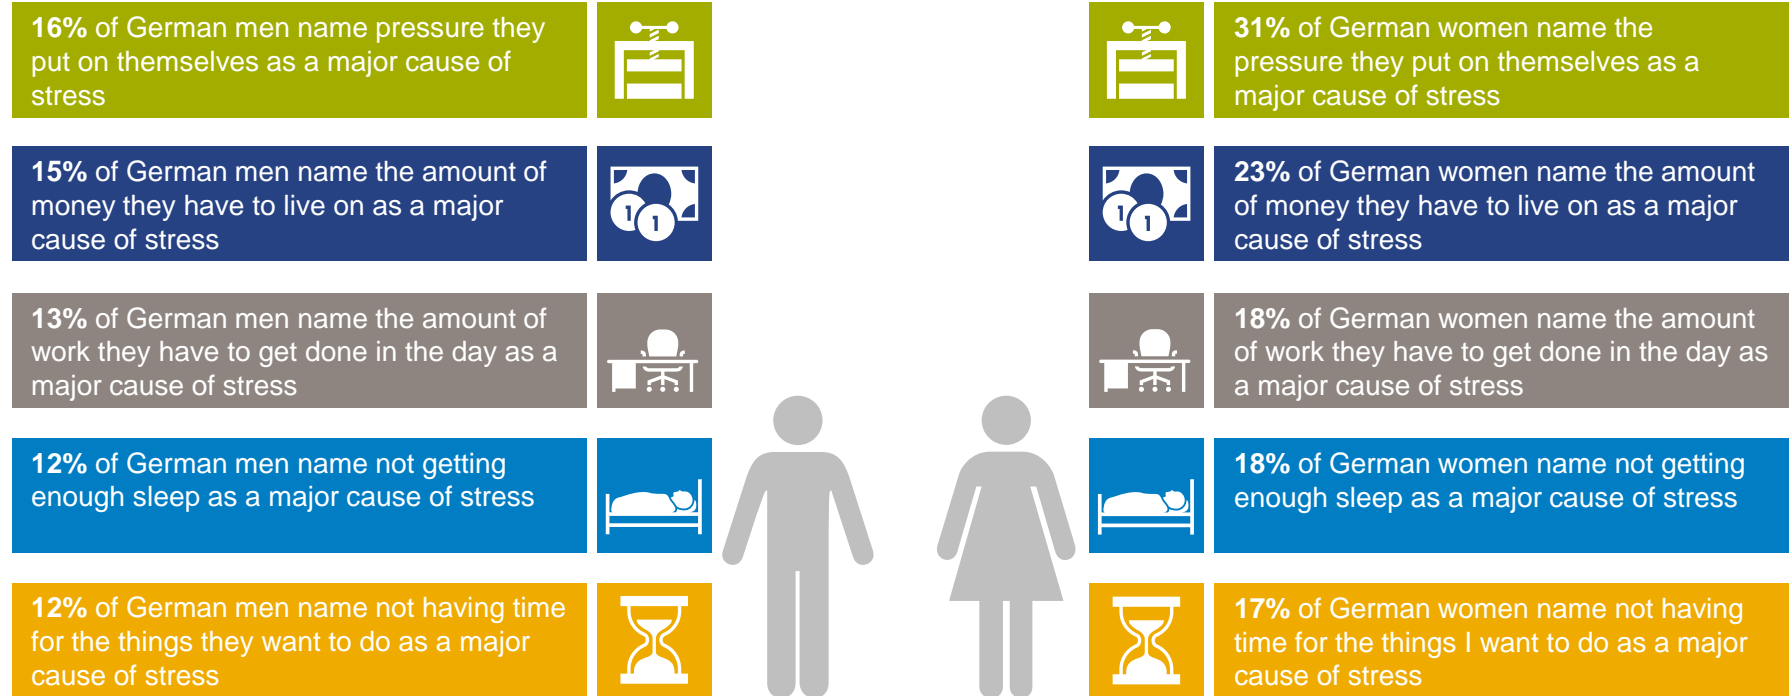 16% of German men name pressure they
put on themselves as a major cause of
stress
31% of German women name the
pressure they put on themselves as a
major cause of stress
15% of German men name the amount of
money they have to live on as a major
cause of stress
1 1
1 1
23% of German women name the amount
of money they have to live on as a major
cause of stress
13% of German men name the amount of
work they have to get done in the day as a
major cause of stress
18% of German women name the amount
of work they have to get done in the day as
a major cause of stress
12% of German men name not getting
enough sleep as a major cause of stress
18% of German women name not getting
enough sleep as a major cause of stress
12% of German men name not having time
for the things they want to do as a major
cause of stress
17% of German women name not having
time for the things I want to do as a major
cause of stress